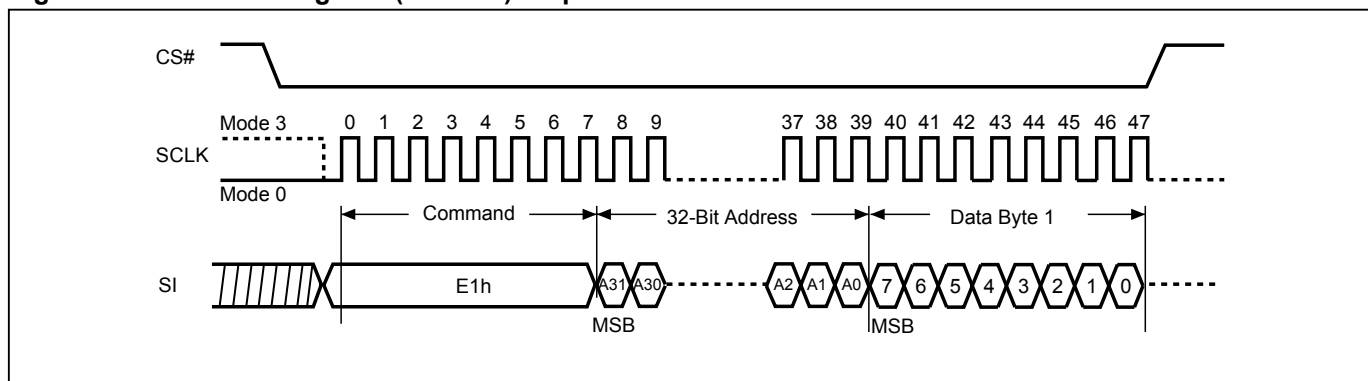 CS#
Mode 3 0 1 2 3 4 5 6 7 8 9 37 38 39 40 41 42 43 44 45 46 47
SCLK
Mode 0
Command 32-Bit Address Data Byte 1
SI E1h A31 A30 A2 A1 A0 7 6 5 4 3 2 1 0
MSB MSB